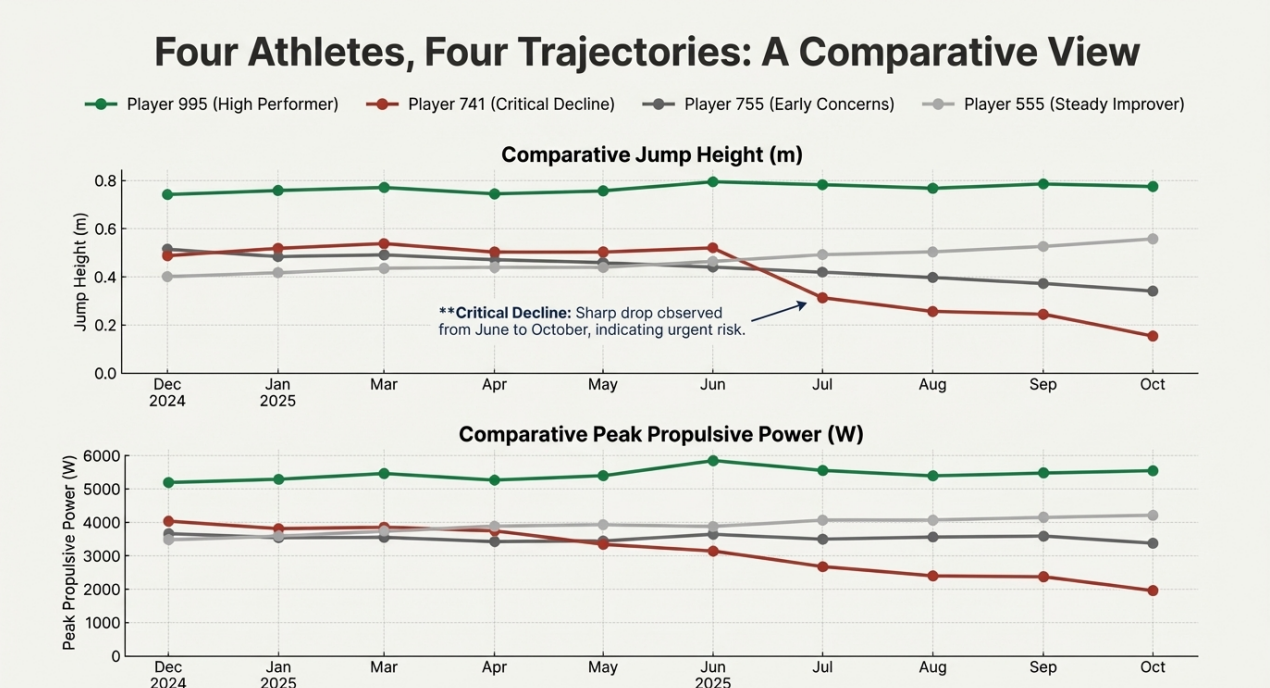 Four Athletes, Four Trajectories: A Comparative View
Player 995 (High Performer) Player 741 (Critical Decline) Player 755 (Early Concerns) Player 555 (Steady Improver)
Comparative Jump Height (m)
Jump Height (m)
0.8
0.6
0.4
0.2
0.0
**Critical Decline: Sharp drop observed
from June to October, indicating urgent risk.
Dec Jan Mar Apr May Jun Jul Aug Sep Oct
2024 2025
Comparative Peak Propulsive Power (W)
Peak Propulsive Power (W)
6000
5000
4000
3000
2000
1000
0
Dec Jan Mar Apr May Jun Jul Aug Sep Oct
2024 2025 2025